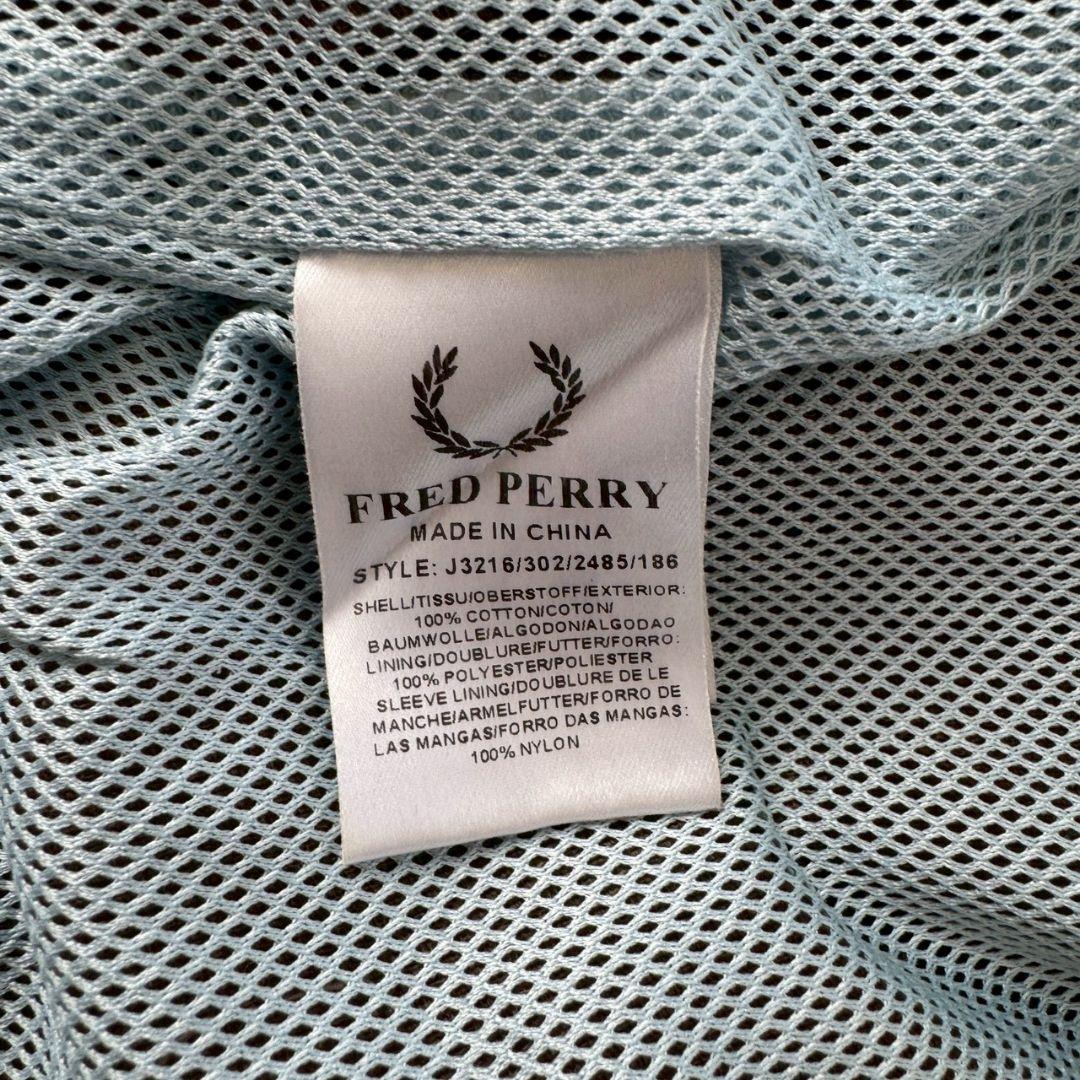 FRED PERRY
MADE IN CHINA
STYLE: J3216/302/2485/186
SHELL/TISSU/OBERSTOFF/EXTERIOR:
100% COTTON/COTON/
BAUMWOLLE/ALGODON/ALGODAO
LINING/DOUBLURE/FUTTER/FORRO:
100% POLYESTER/POLIESTER
SLEEVE LINING/DOUBLURE DE LE
MANCHE/ARMELFUTTER/FORRO DE
LAS MANGAS/FORRO DAS MANGAS:
100% NYLON